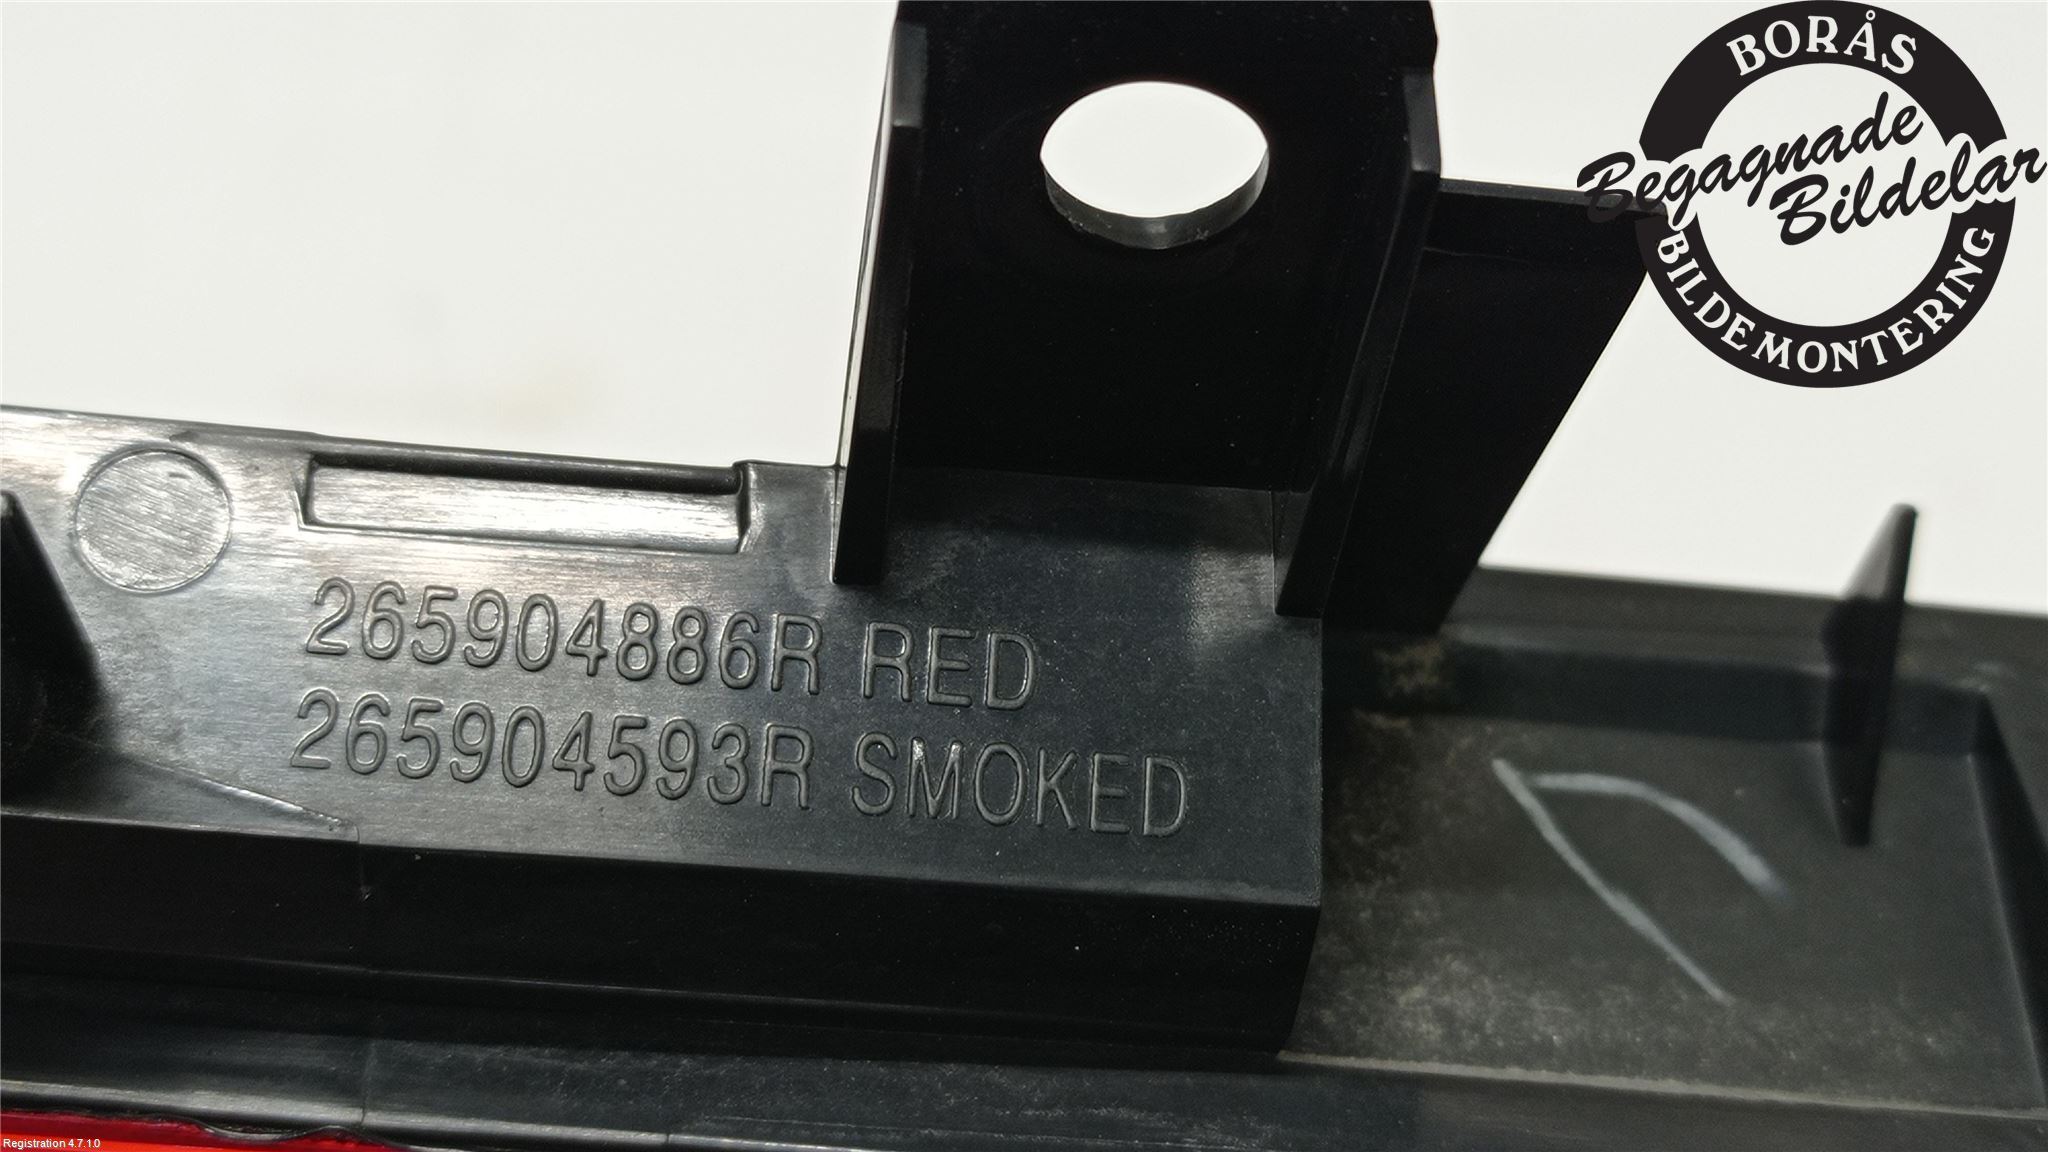 BORÅS
Begagnade
Bildelar
BILDEMONTERING
265904886R RED
265904593R SMOKED
Registration 4.7.1.0